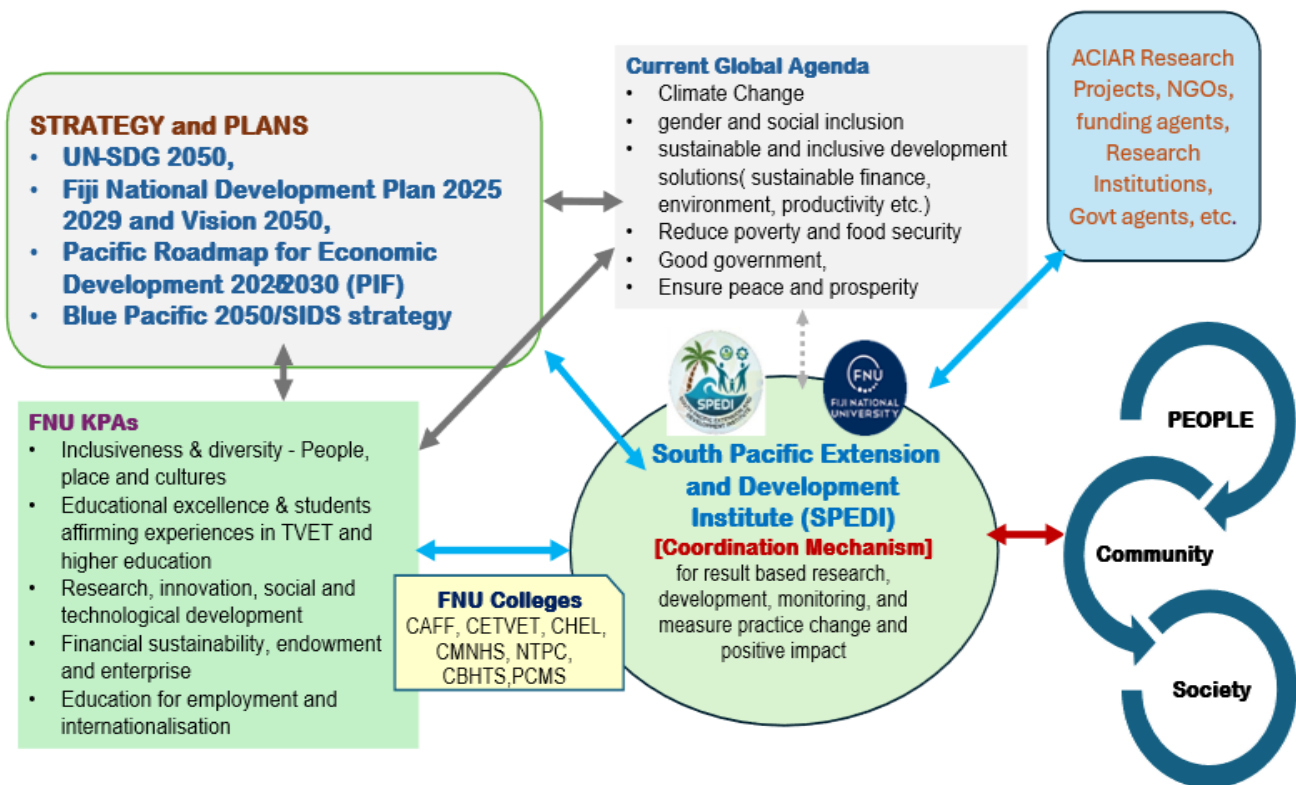 STRATEGY and PLANS
• UN-SDG 2050,
• Fiji National Development Plan 2025
2029 and Vision 2050,
• Pacific Roadmap for Economic
Development 2025-2030 (PIF)
• Blue Pacific 2050/SIDS strategy
Current Global Agenda
• Climate Change
• gender and social inclusion
• sustainable and inclusive development
solutions( sustainable finance,
environment, productivity etc.)
• Reduce poverty and food security
• Good government,
• Ensure peace and prosperity
ACIAR Research
Projects, NGOs,
funding agents,
Research
Institutions,
Govt agents, etc.
FNU KPAs
• Inclusiveness & diversity - People,
place and cultures
• Educational excellence & students
affirming experiences in TVET and
higher education
• Research, innovation, social and
technological development
• Financial sustainability, endowment
and enterprise
• Education for employment and
internationalisation
FNU Colleges
CAFF, CETVET, CHEL,
CMNHS, NTPC,
CBHTS,PCMS
SPEDI
SOUTH PACIFIC EXTENSION AND
DEVELOPMENT INSTITUTE
FNU
FIJI NATIONAL
UNIVERSITY
South Pacific Extension
and Development
Institute (SPEDI)
[Coordination Mechanism]
for result based research,
development, monitoring, and
measure practice change and
positive impact
PEOPLE
Community
Society